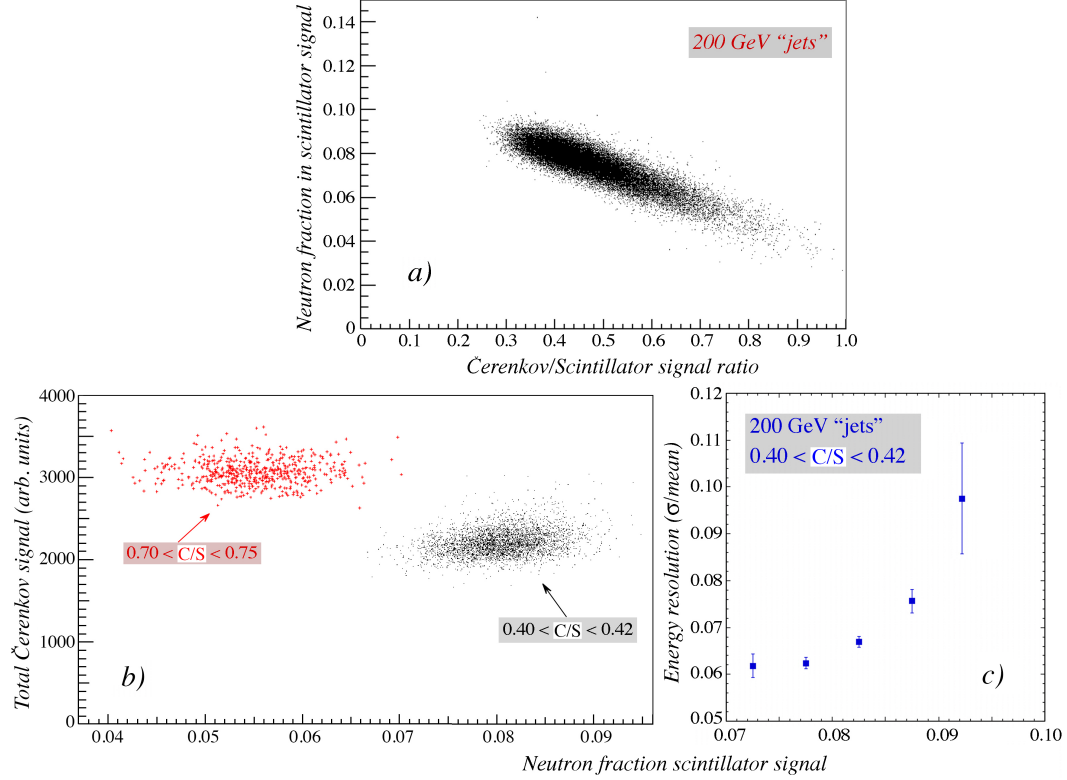 Neutron fraction in scintillator signal
0.14
0.12
0.10
0.08
0.06
0.04
0.02
0
200 GeV “jets”
a)
0 0.1 0.2 0.3 0.4 0.5 0.6 0.7 0.8 0.9 1.0
Čerenkov/Scintillator signal ratio
Total Čerenkov signal (arb. units)
4000
3000
2000
1000
0
0.70 < C/S < 0.75
0.40 < C/S < 0.42
b)
0.04 0.05 0.06 0.07 0.08 0.09
Energy resolution (σ/mean)
0.12
0.11
0.10
0.09
0.08
0.07
0.06
0.05
200 GeV “jets”
0.40 < C/S < 0.42
c)
0.07 0.08 0.09 0.10
Neutron fraction scintillator signal